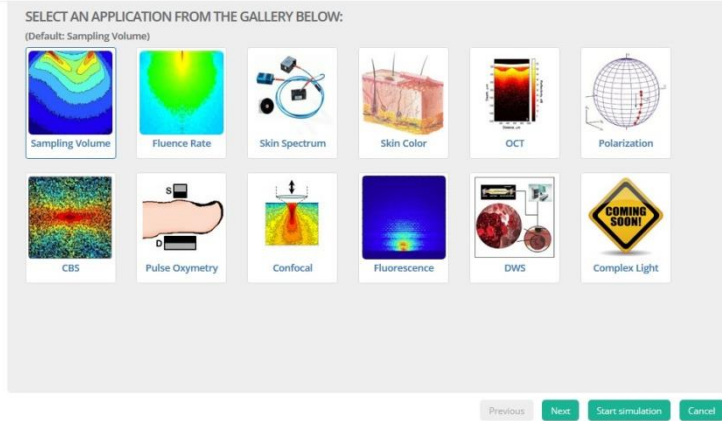 SELECT AN APPLICATION FROM THE GALLERY BELOW:
(Default: Sampling Volume)
Sampling Volume
Fluence Rate
Skin Spectrum
Skin Color
OCT
Polarization
S
D
COMING
SOON!
CBS
Pulse Oxymetry
Confocal
Fluorescence
DWS
Complex Light
Previous
Next
Start simulation
Cancel